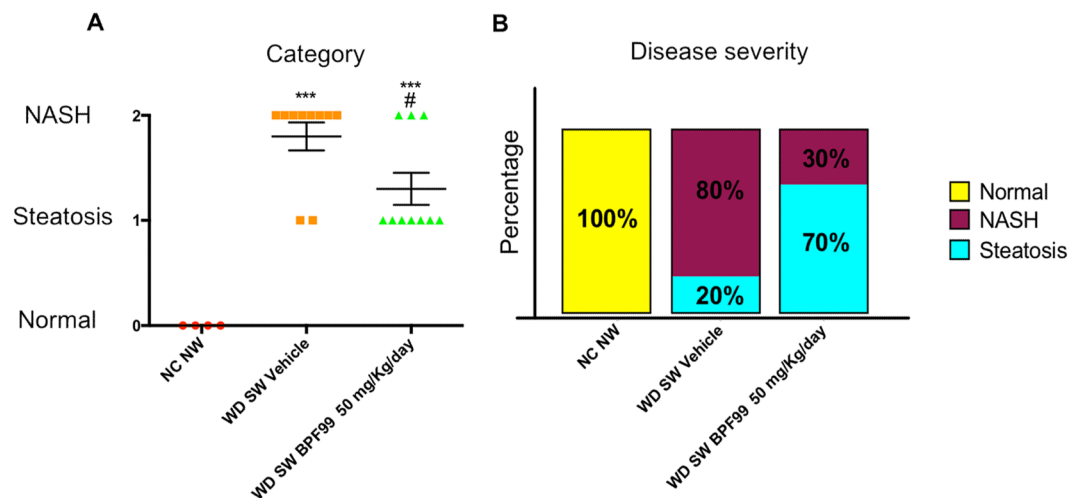 A
Category
NASH
Steatosis
Normal
2
1
0
***
***
#
NC NW
WD SW Vehicle
WD SW BPF99 50 mg/Kg/day
B
Disease severity
Percentage
100%
80%
20%
30%
70%
NC NW
WD SW Vehicle
WD SW BPF99 50 mg/Kg/day
Normal
NASH
Steatosis